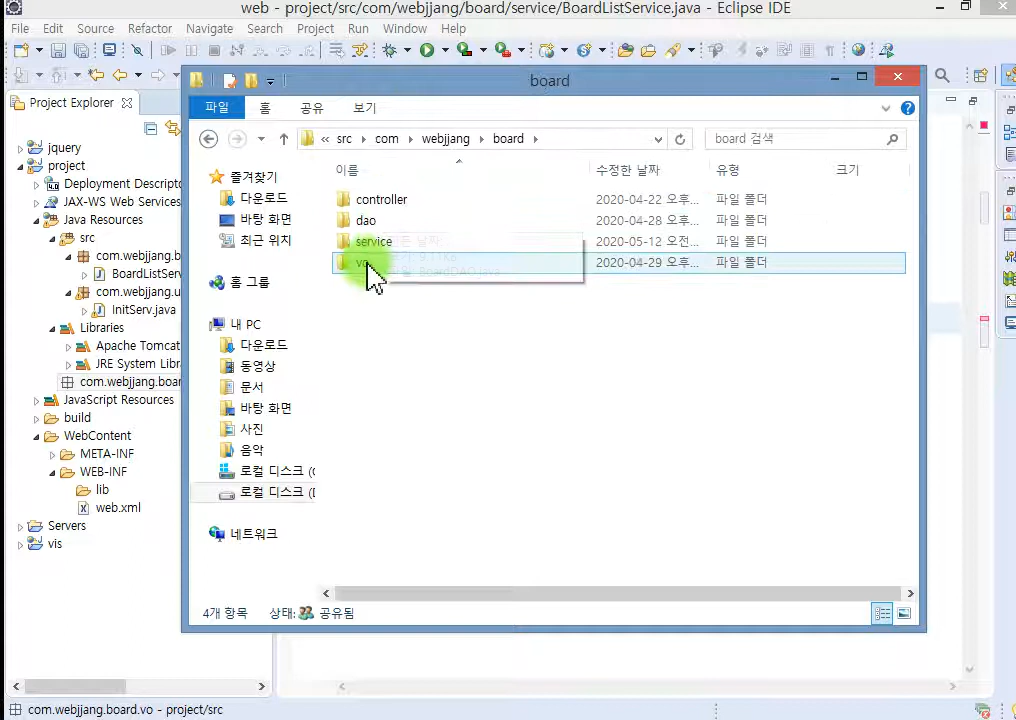 web - project/src/com/webjjang/board/service/BoardListService.java - Eclipse IDE
File Edit Source Refactor Navigate Search Project Run Window Help
Project Explorer
jquery
project
Deployment Descripto
JAX-WS Web Services
Java Resources
src
com.webjjang.b
BoardListServ
com.webjjang.u
InitServ.java
Libraries
Apache Tomcat
JRE System Libr
com.webjjang.boar
JavaScript Resources
build
WebContent
META-INF
WEB-INF
lib
web.xml
Servers
vis
board
파일 홈 공유 보기
« src com webjjang board
board 검색
즐겨찾기
다운로드
바탕 화면
최근 위치
홈 그룹
내 PC
다운로드
동영상
문서
바탕 화면
사진
음악
로컬 디스크 (
로컬 디스크 (
네트워크
이름 수정한 날짜 유형 크기
controller 2020-04-22 오후... 파일 폴더
dao 2020-04-28 오후... 파일 폴더
service 2020-05-12 오전... 파일 폴더
2020-04-29 오후... 파일 폴더
9.11KB
BoardDAO.java
4개 항목 상태: 공유됨
com.webjjang.board.vo - project/src